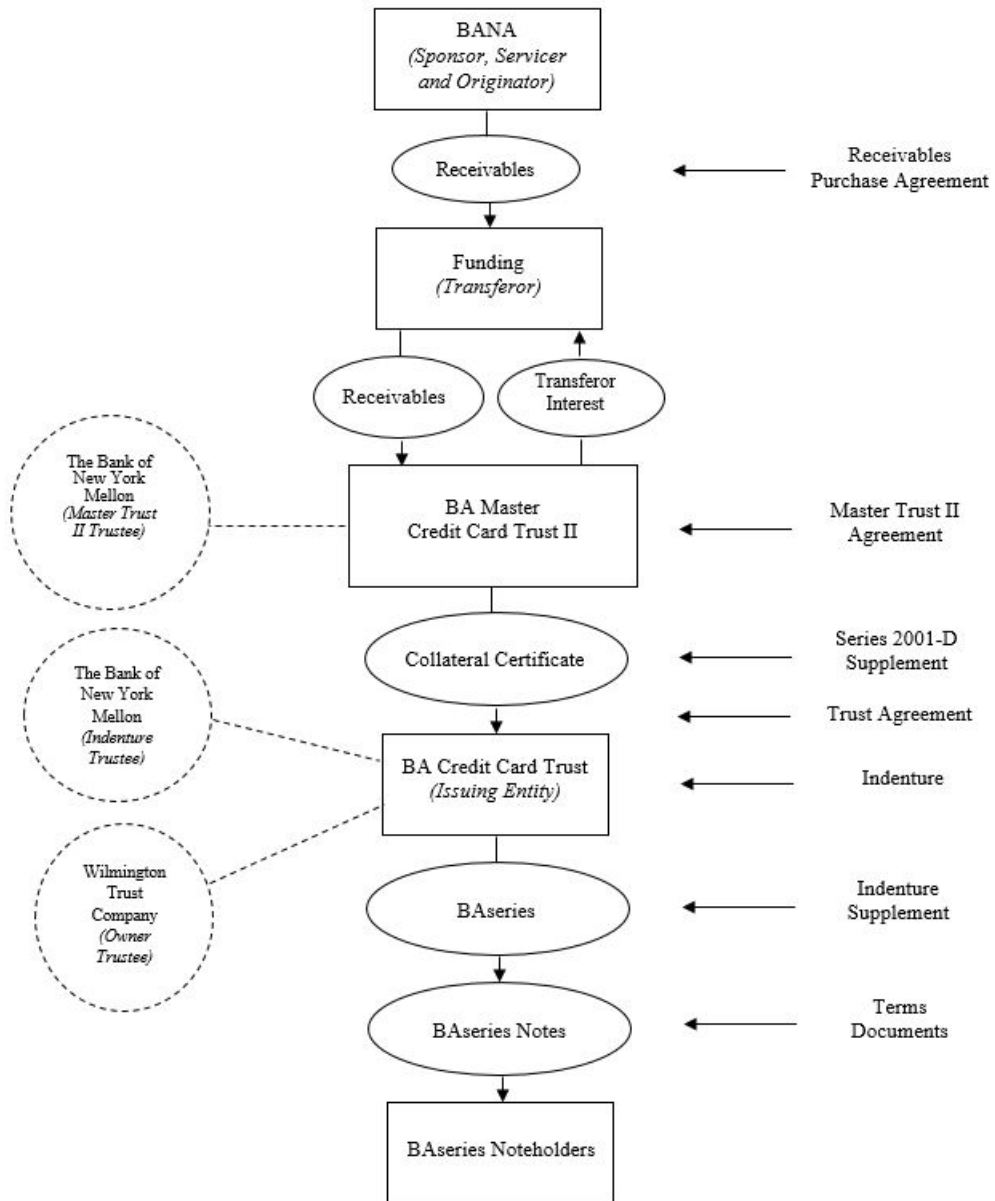 BANA
(Sponsor, Servicer
and Originator)
Receivables
Receivables
Purchase Agreement
Funding
(Transferor)
Receivables
Transferor
Interest
The Bank of
New York
Mellon
(Master Trust
II Trustee)
BA Master
Credit Card Trust II
Master Trust II
Agreement
Collateral Certificate
Series 2001-D
Supplement
The Bank of
New York
Mellon
(Indenture
Trustee)
Trust Agreement
BA Credit Card Trust
(Issuing Entity)
Indenture
Wilmington
Trust
Company
(Owner
Trustee)
BAseries
Indenture
Supplement
BAseries Notes
Terms
Documents
BAseries Noteholders